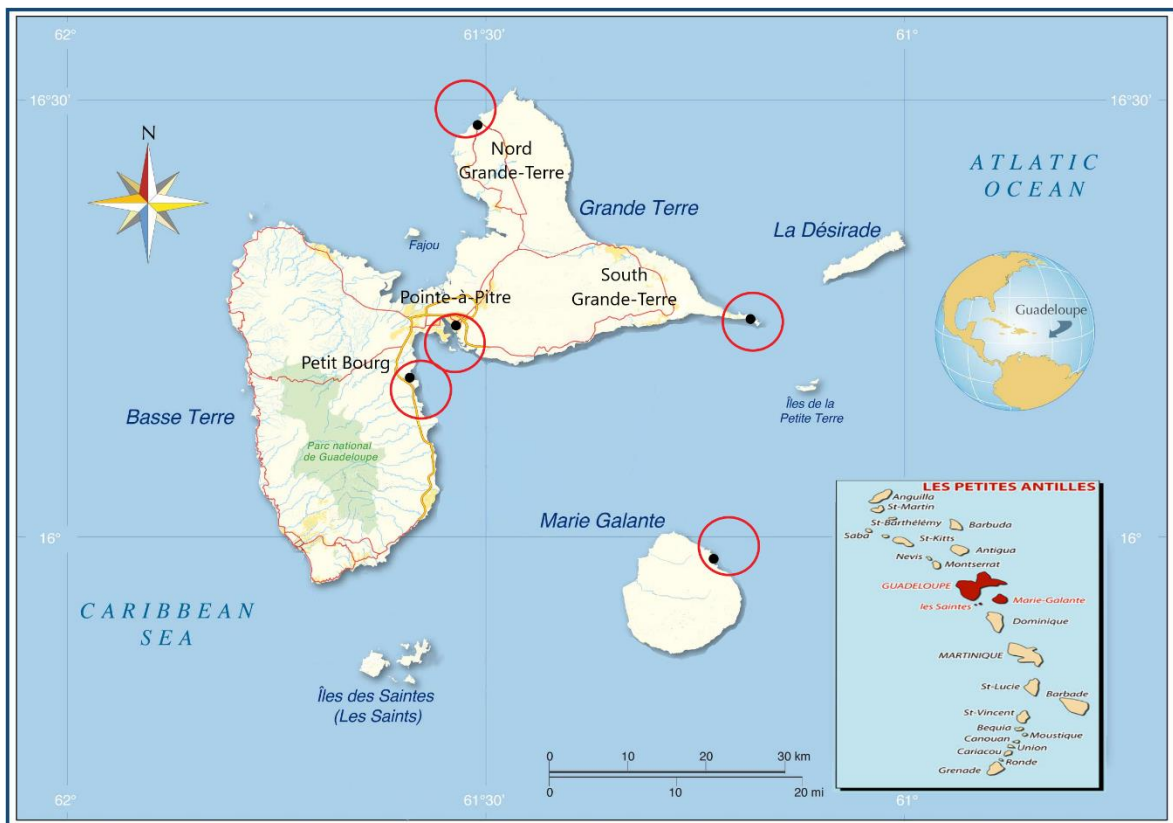 62°
61°30'
61°
16°30'
16°30'
N
Nord
Grande-Terre
ATLATIC
OCEAN
Grande Terre
La Désirade
Fajou
South
Grande-Terre
Pointe-à-Pitre
Guadeloupe
Petit Bourg
Îles de la
Petite Terre
Basse Terre
Parc national
de Guadeloupe
Marie Galante
16°
16°
CARIBBEAN
SEA
Îles des Saintes
(Les Saints)
0 10 20 30 km
0 10 20 mi
LES PETITES ANTILLES
Anguilla
St-Martin
St-Barthélémy
Barbuda
Saba
St-Kitts
Antigua
Nevis
Montserrat
GUADELOUPE
les Saintes
Marie-Galante
Dominique
MARTINIQUE
St-Lucie
Barbade
St-Vincent
Bequia
Moustique
Canouan
Union
Cariacou
Ronde
Grenade
62°
61°30'
61°